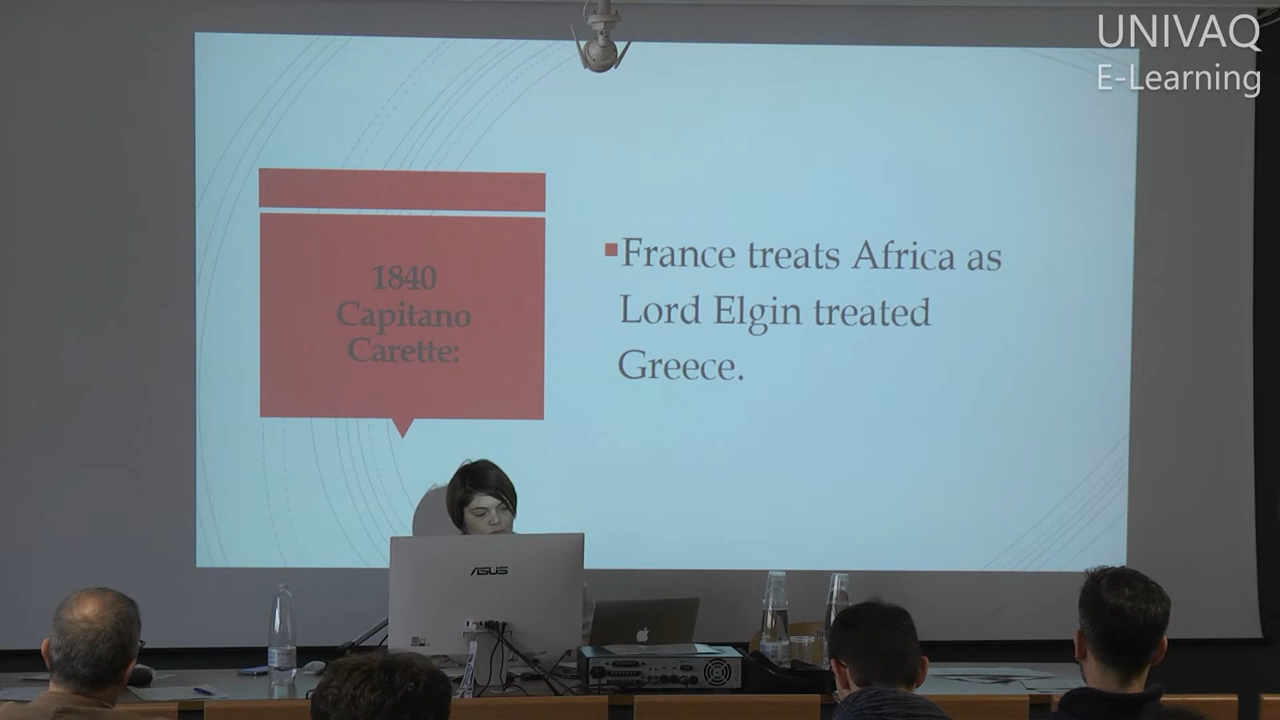 UNIVAQ
E-Learning
1840
Capitano
Carette:
France treats Africa as
Lord Elgin treated
Greece.
ASUS